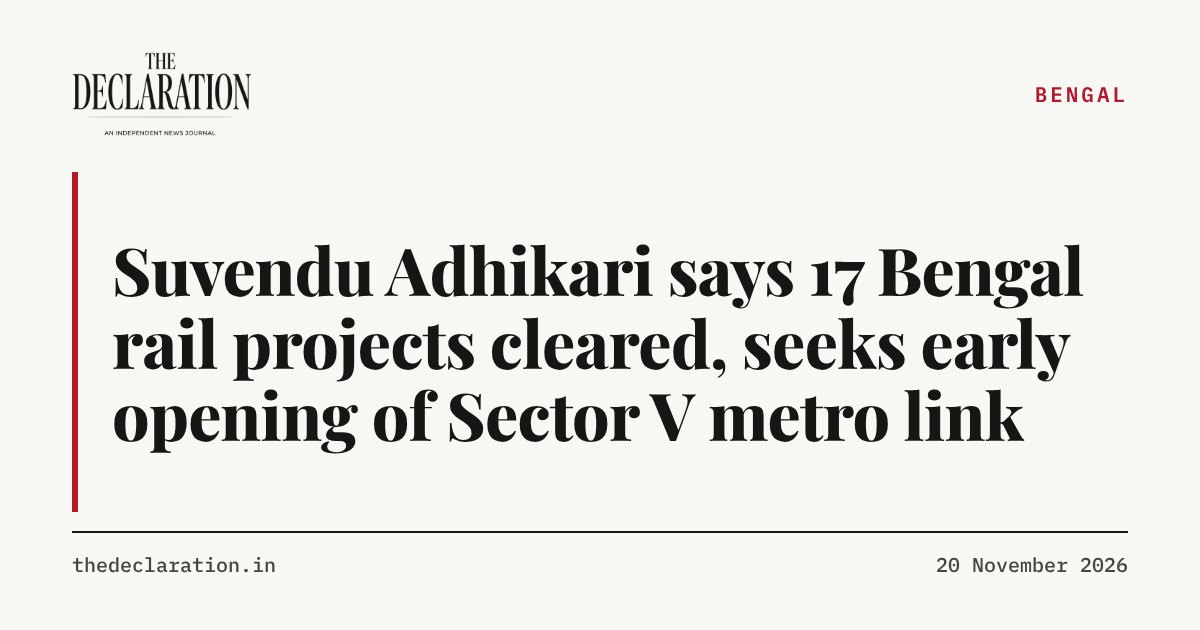 THE
DECLARATION
AN INDEPENDENT NEWS JOURNAL
BENGAL
Suvendu Adhikari says 17 Bengal
rail projects cleared, seeks early
opening of Sector V metro link
thedeclaration.in
20 November 2026